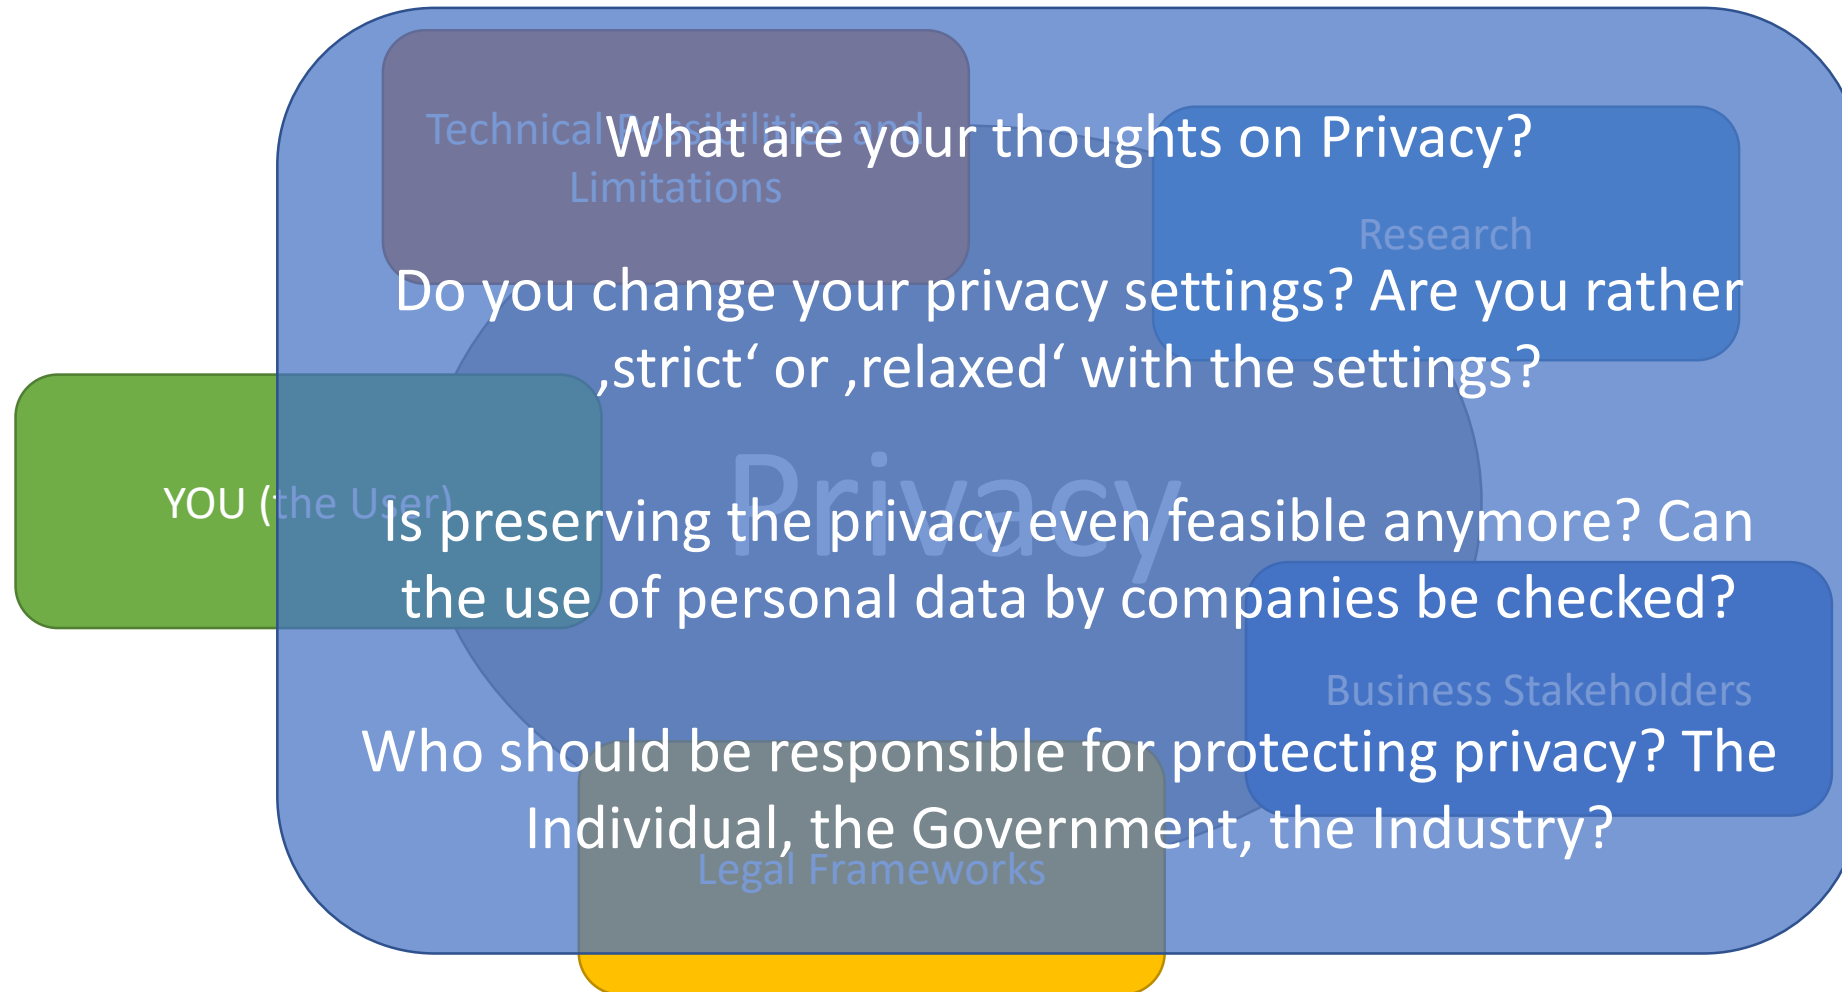 What are your thoughts on Privacy?
Do you change your privacy settings? Are you rather
‚strict‘ or ‚relaxed‘ with the settings?
Is preserving the privacy even feasible anymore? Can
the use of personal data by companies be checked?
Who should be responsible for protecting privacy? The
Individual, the Government, the Industry?
Technical Possibilities and
Limitations
Research
YOU (the User)
Privacy
Business Stakeholders
Legal Frameworks